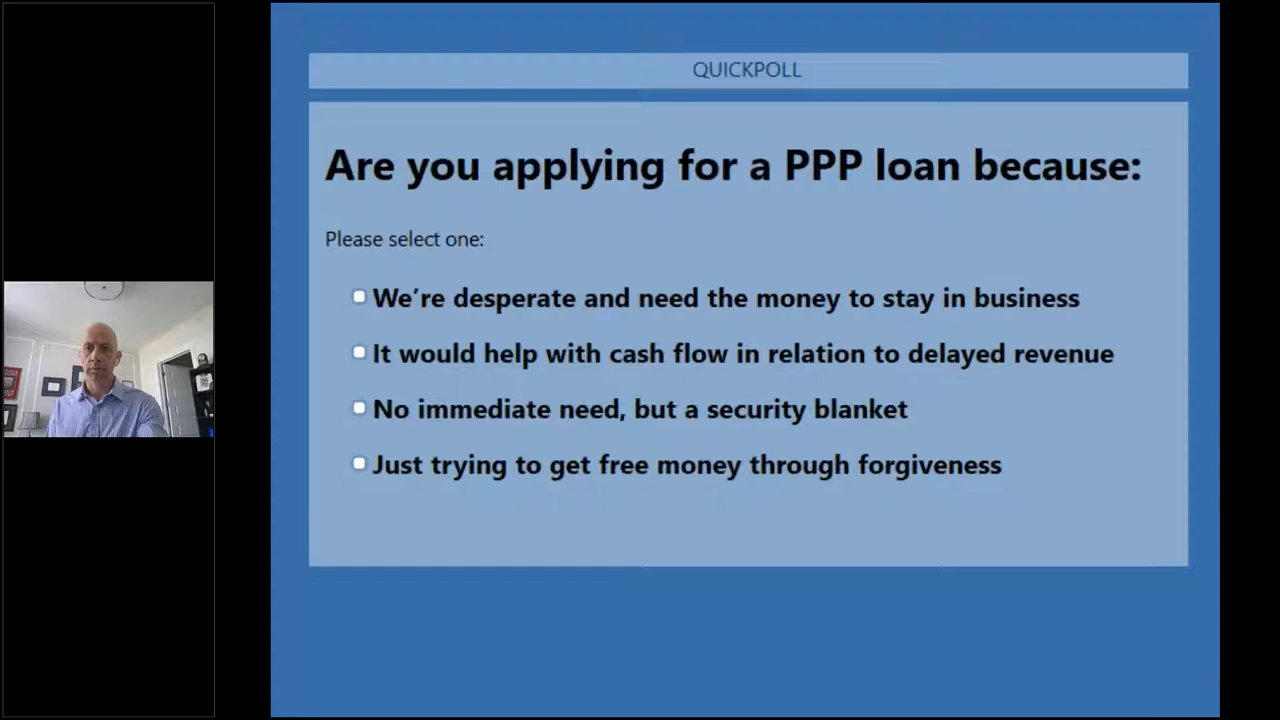 QUICKPOLL
Are you applying for a PPP loan because:
Please select one:
We’re desperate and need the money to stay in business
It would help with cash flow in relation to delayed revenue
No immediate need, but a security blanket
Just trying to get free money through forgiveness